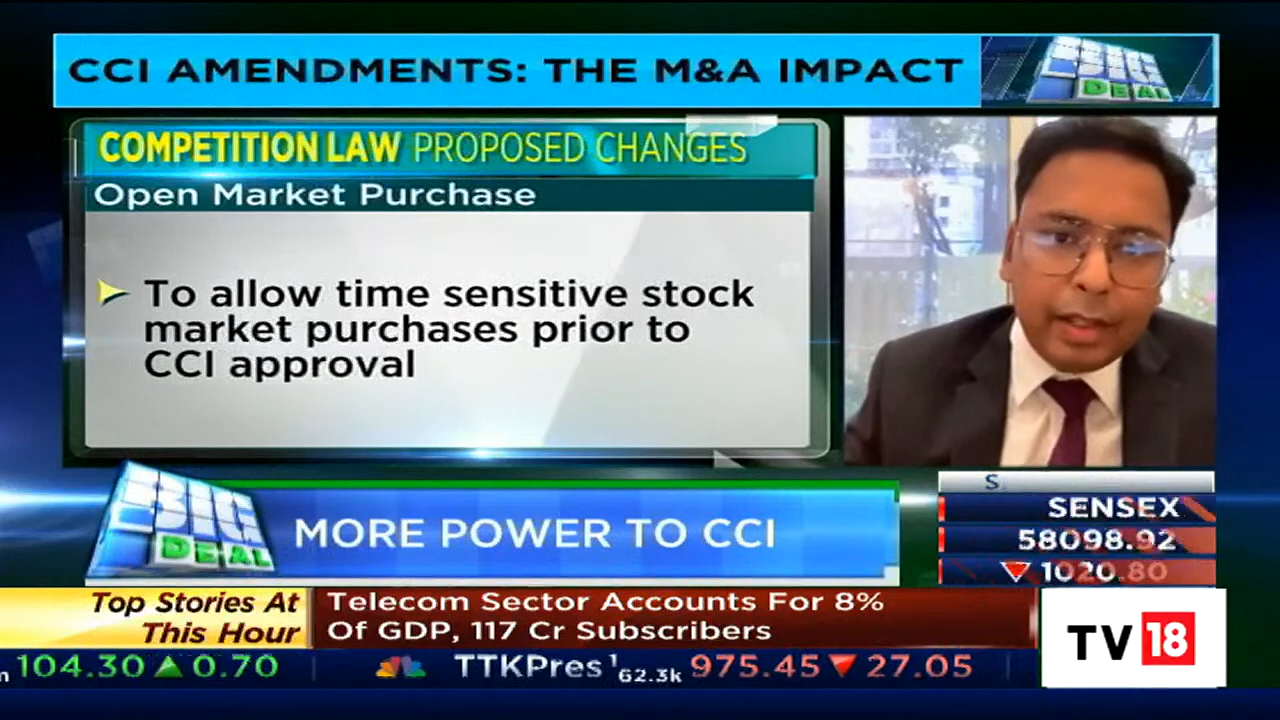 CCI AMENDMENTS: THE M&A IMPACT
BIG
DEAL
COMPETITION LAW PROPOSED CHANGES
Open Market Purchase
To allow time sensitive stock
market purchases prior to
CCI approval
BIG
DEAL
MORE POWER TO CCI
S.
SENSEX
58098.92
1020.80
Top Stories At
This Hour
Telecom Sector Accounts For 8%
Of GDP, 117 Cr Subscribers
104.30 0.70
TTKPres 62.3k 975.45 27.05
TV18